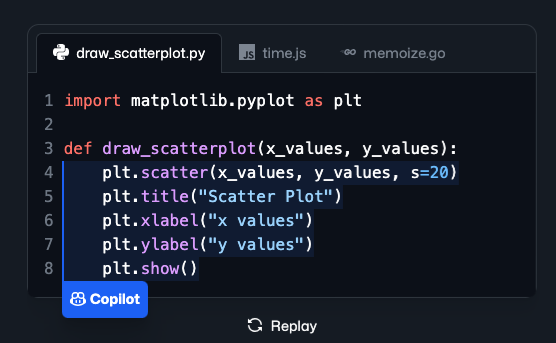 draw_scatterplot.py JS time.js GO memoize.go
1 import matplotlib.pyplot as plt
2
3 def draw_scatterplot(x_values, y_values):
4     plt.scatter(x_values, y_values, s=20)
5     plt.title("Scatter Plot")
6     plt.xlabel("x values")
7     plt.ylabel("y values")
8     plt.show()
Copilot
Replay